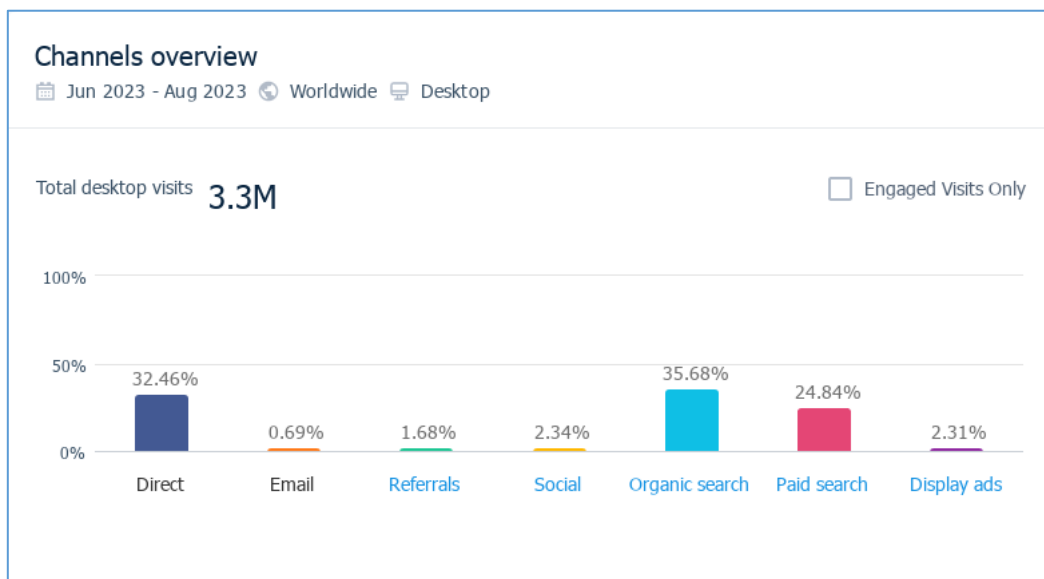 Channels overview
Jun 2023 - Aug 2023 Worldwide Desktop
Total desktop visits 3.3M Engaged Visits Only
100%
50%
0%
32.46% 0.69% 1.68% 2.34% 35.68% 24.84% 2.31%
Direct Email Referrals Social Organic search Paid search Display ads